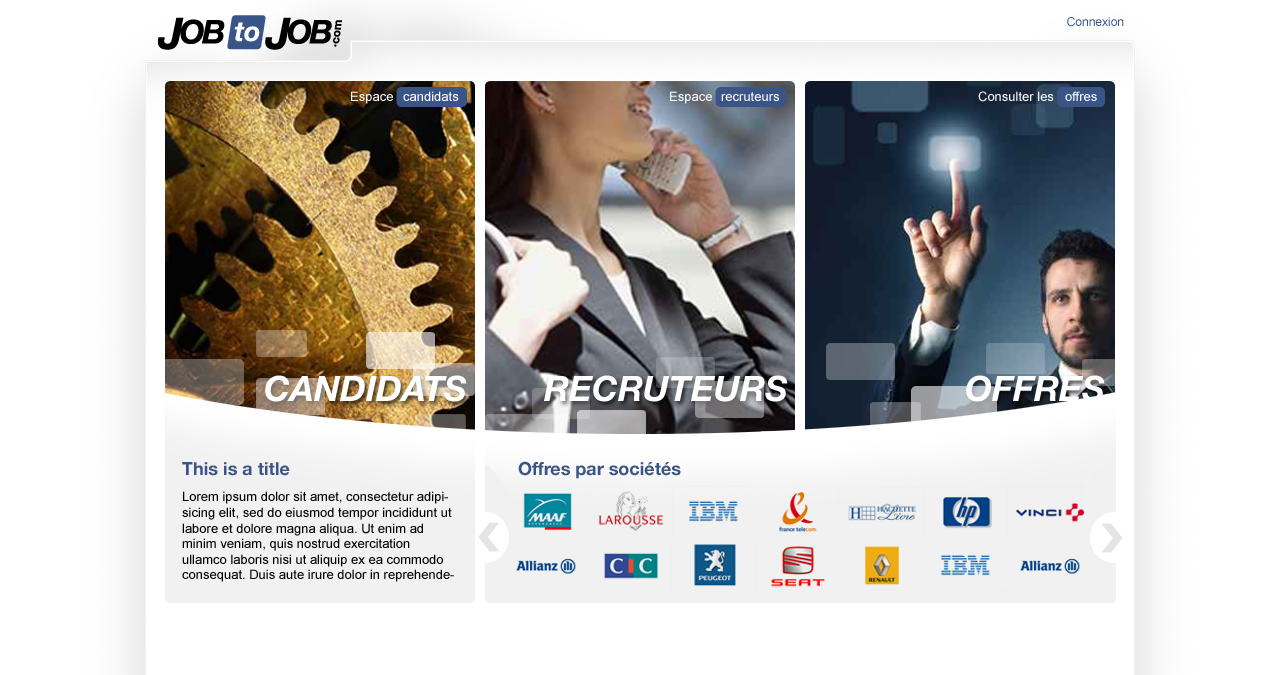 JOB to JOB .com
Connexion
Espace candidats
Espace recruteurs
Consulter les offres
CANDIDATS
RECRUTEURS
OFFRES
This is a title
Lorem ipsum dolor sit amet, consectetur adipi-
sicing elit, sed do eiusmod tempor incididunt ut
labore et dolore magna aliqua. Ut enim ad
minim veniam, quis nostrud exercitation
ullamco laboris nisi ut aliquip ex ea commodo
consequat. Duis aute irure dolor in reprehende-
Offres par sociétés
MAAF
LAROUSSE
IBM
france telecom
HACHETTE
Livre
hp
VINCI
Allianz
CIC
PEUGEOT
SEAT
RENAULT
IBM
Allianz